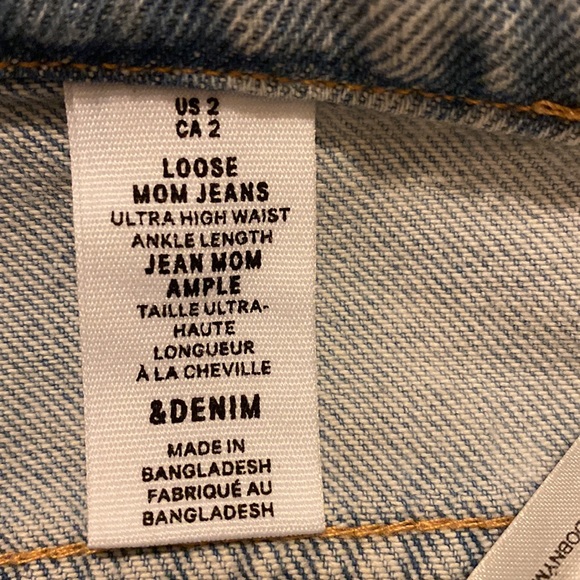 US 2
CA 2
LOOSE
MOM JEANS
ULTRA HIGH WAIST
ANKLE LENGTH
JEAN MOM
AMPLE
TAILLE ULTRA-
HAUTE
LONGUEUR
À LA CHEVILLE
&DENIM
MADE IN
BANGLADESH
FABRIQUÉ AU
BANGLADESH